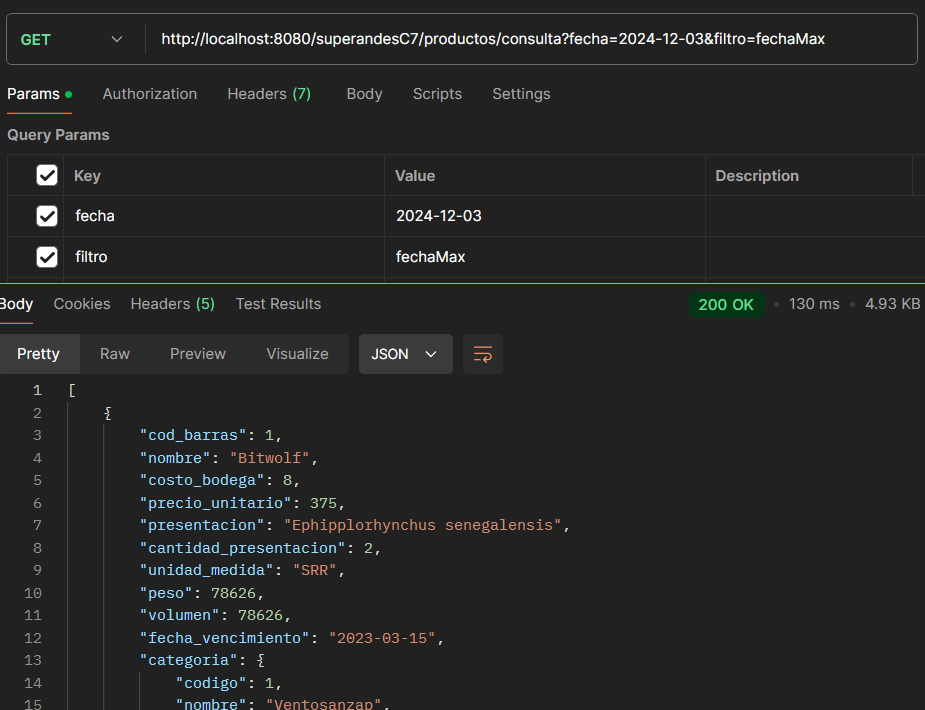 GET http://localhost:8080/superandesC7/productos/consulta?fecha=2024-12-03&filtro=fechaMax
Params Authorization Headers (7) Body Scripts Settings
Query Params
Key Value Description
fecha 2024-12-03
filtro fechaMax
Body Cookies Headers (5) Test Results 200 OK 130 ms 4.93 KB
Pretty Raw Preview Visualize JSON
1 [
2 {
3 "cod_barras": 1,
4 "nombre": "Bitwolf",
5 "costo_bodega": 8,
6 "precio_unitario": 375,
7 "presentacion": "Ephipplorhynchus senegalensis",
8 "cantidad_presentacion": 2,
9 "unidad_medida": "SRR",
10 "peso": 78626,
11 "volumen": 78626,
12 "fecha_vencimiento": "2023-03-15",
13 "categoria": {
14 "codigo": 1,
15 "nombre": "Ventosanzap",